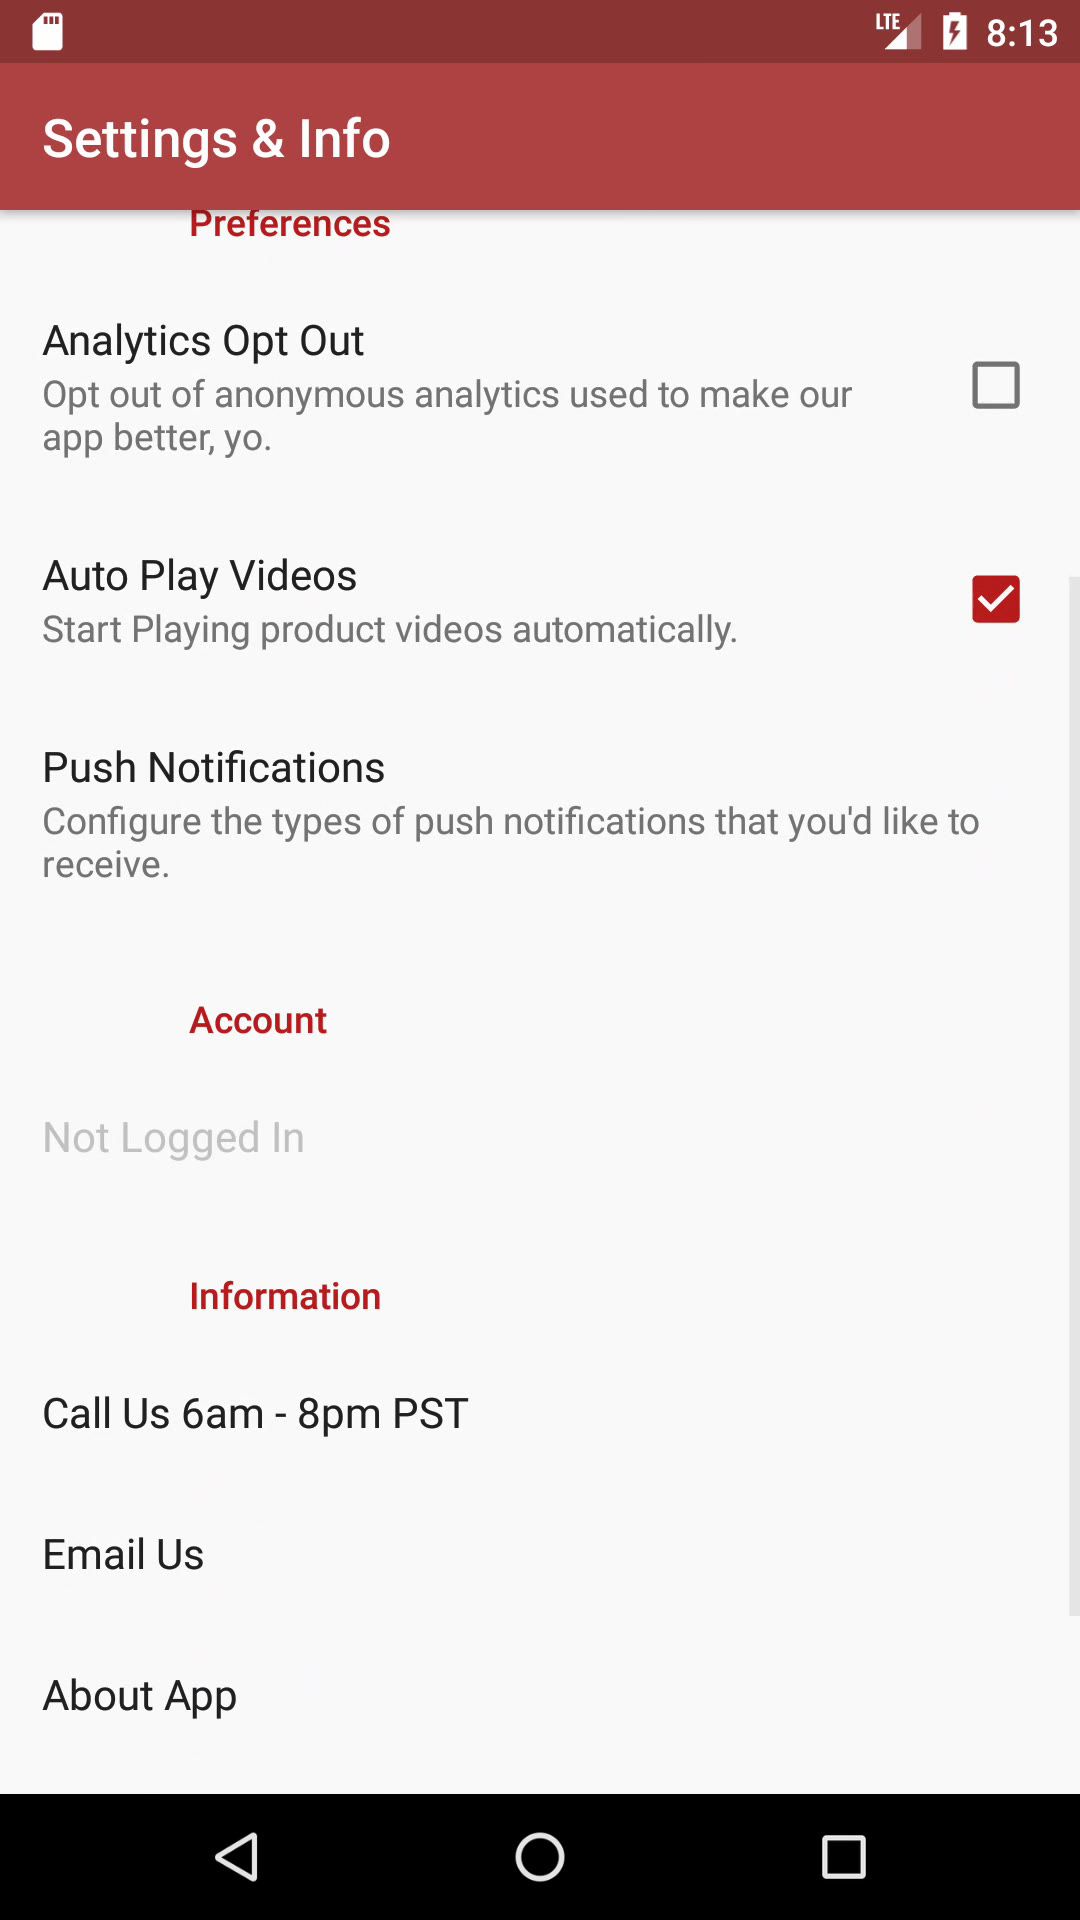 LTE 8:13
Settings & Info
Preferences
Analytics Opt Out
Opt out of anonymous analytics used to make our
app better, yo.
Auto Play Videos
Start Playing product videos automatically.
Push Notifications
Configure the types of push notifications that you'd like to
receive.
Account
Not Logged In
Information
Call Us 6am - 8pm PST
Email Us
About App